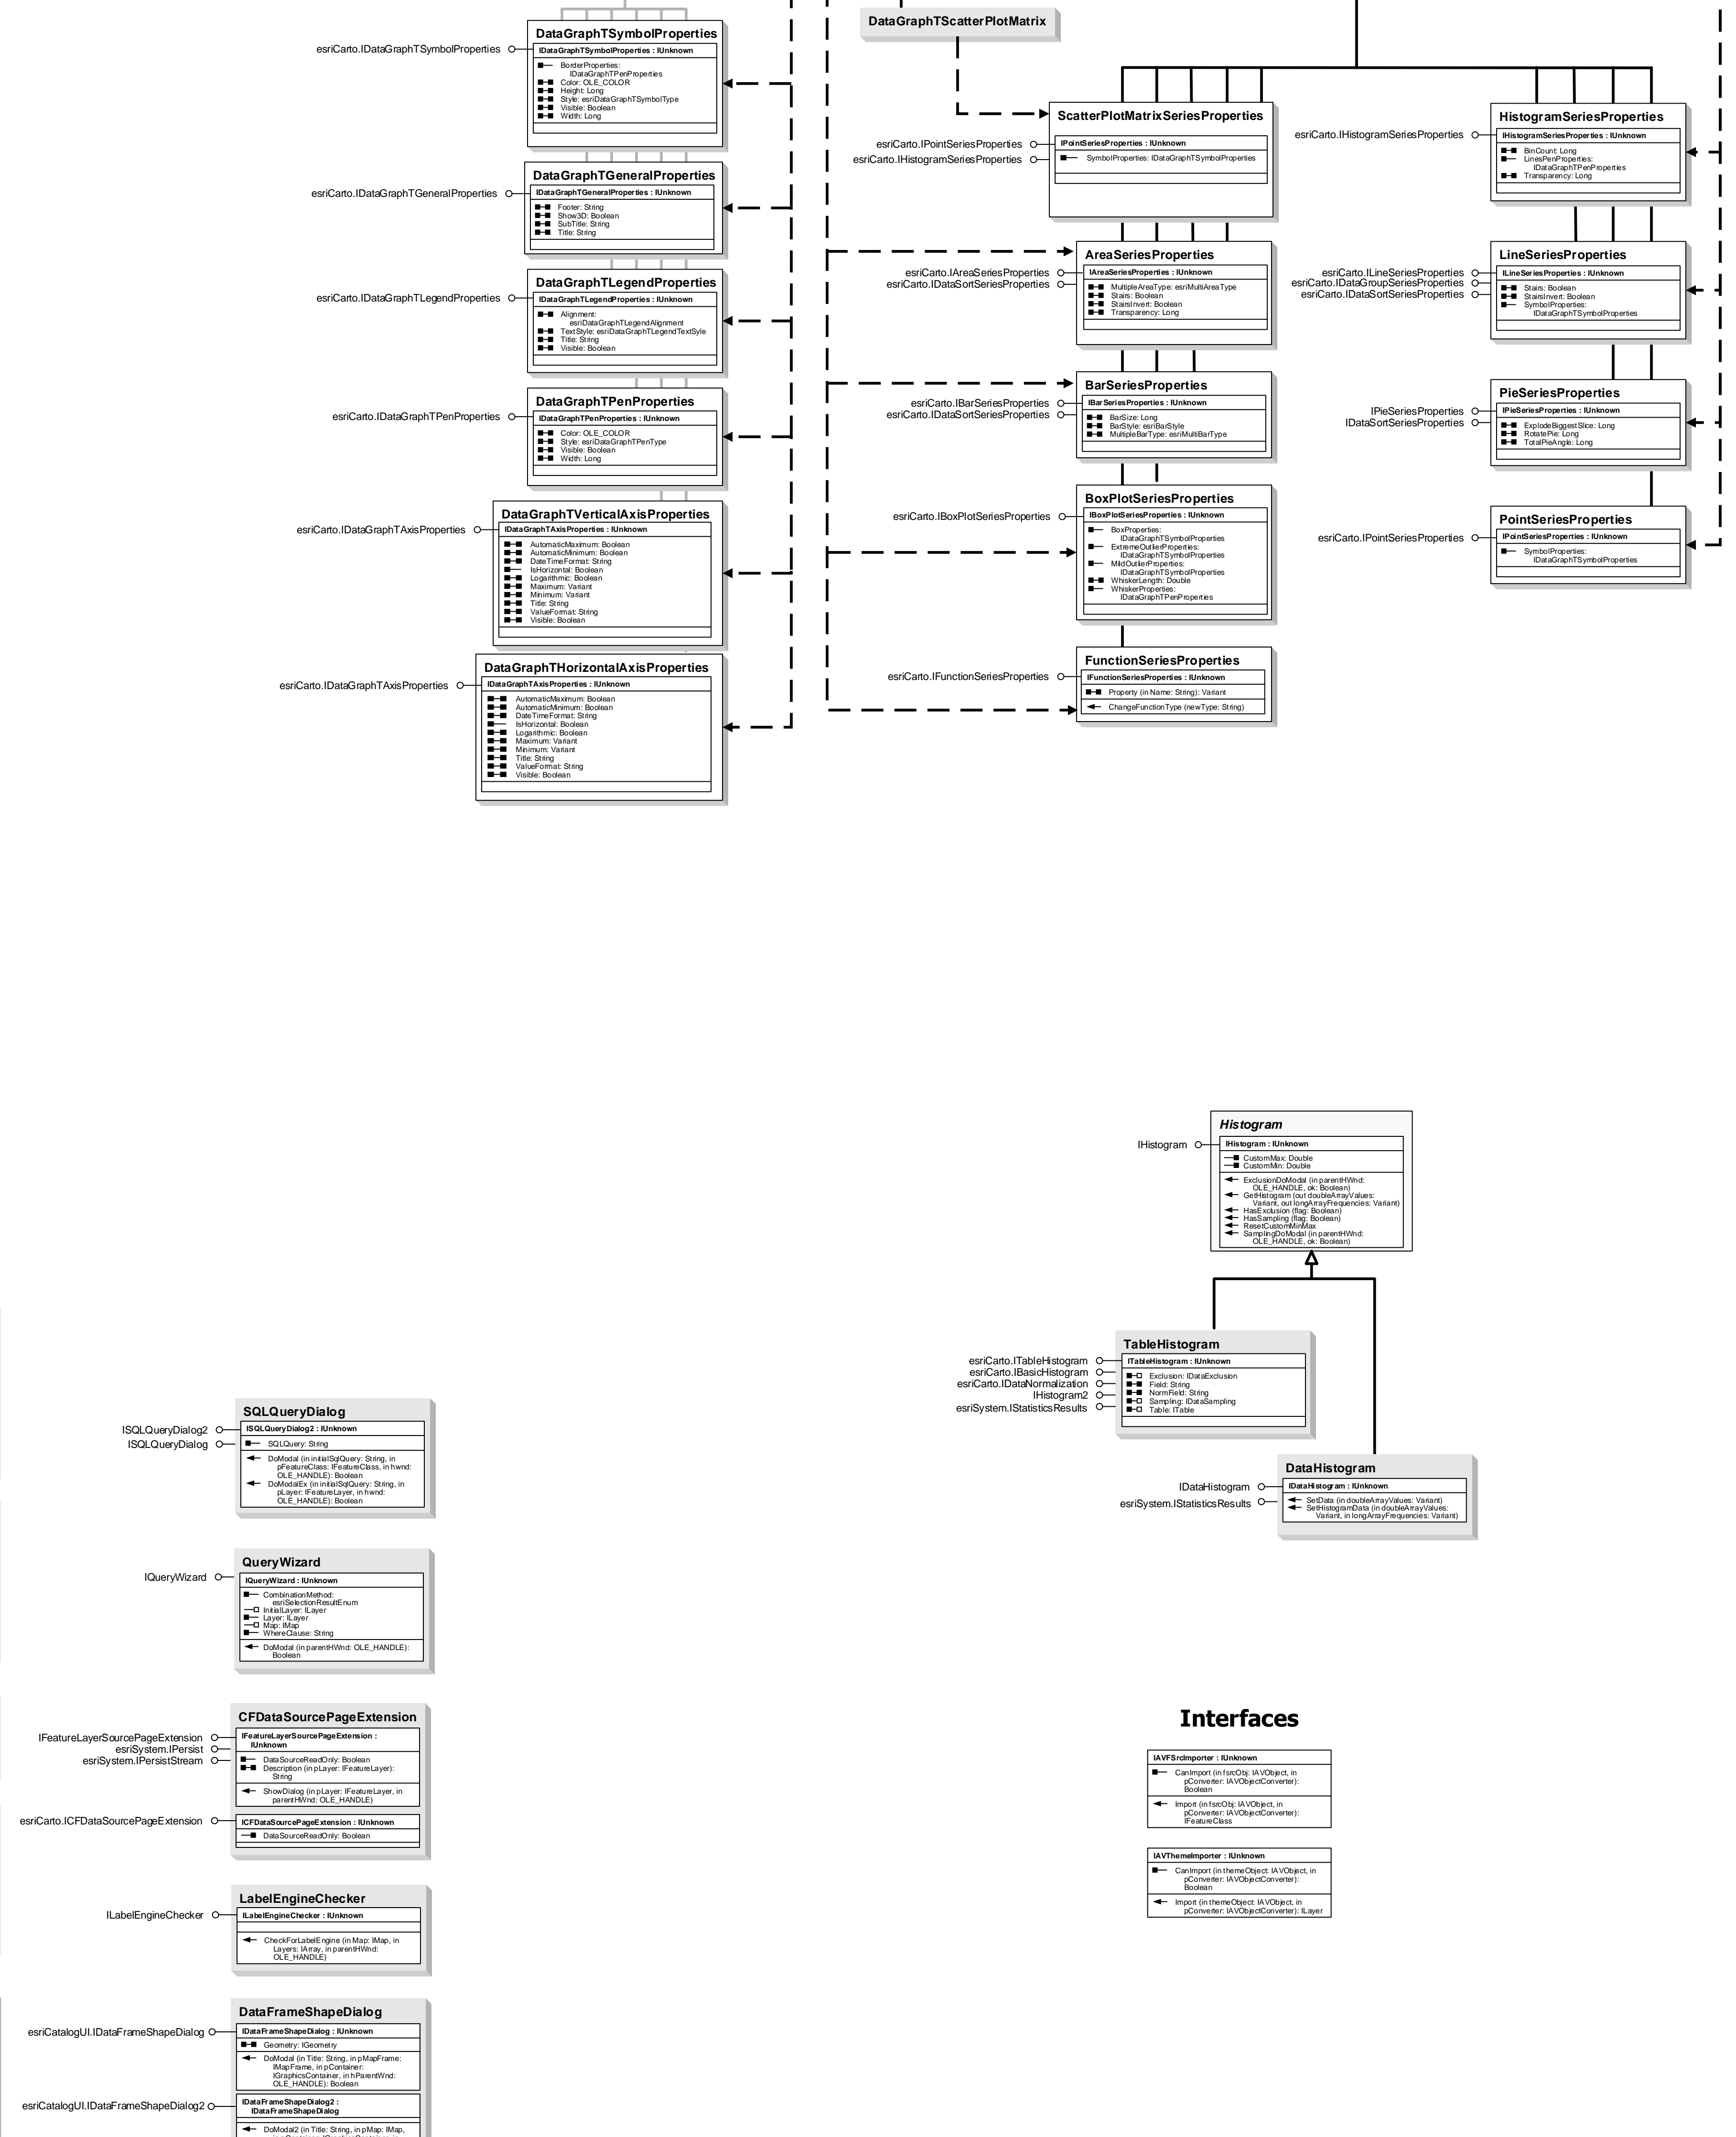 DataGraphTSymbolProperties
esriCarto.IDataGraphTSymbolProperties
IDataGraphTSymbolProperties : IUnknown
BorderProperties:
IDataGraphTPenProperties
Color: OLE_COLOR
Height: Long
Style: esriDataGraphTSymbolType
Visible: Boolean
Width: Long
DataGraphTGeneralProperties
esriCarto.IDataGraphTGeneralProperties
IDataGraphTGeneralProperties : IUnknown
Footer: String
Show3D: Boolean
SubTitle: String
Title: String
DataGraphTLegendProperties
esriCarto.IDataGraphTLegendProperties
IDataGraphTLegendProperties : IUnknown
Alignment:
esriDataGraphTLegendAlignment
TextStyle: esriDataGraphTLegendTextSyle
Title: String
Visible: Boolean
DataGraphTPenProperties
esriCarto.IDataGraphTPenProperties
IDataGraphTPenProperties : IUnknown
Color: OLE_COLOR
Style: esriDataGraphTPenType
Visible: Boolean
Width: Long
DataGraphTVerticalAxisProperties
esriCarto.IDataGraphTAxisProperties
IDataGraphTAxisProperties : IUnknown
AutomaticMaximum: Boolean
AutomaticMinimum: Boolean
DateTimeFormat: String
IsHorizontal: Boolean
Logarithmic: Boolean
Maximum: Variant
Minimum: Variant
Title: String
ValueFormat: String
Visible: Boolean
DataGraphTHorizontalAxisProperties
esriCarto.IDataGraphTAxisProperties
IDataGraphTAxisProperties : IUnknown
AutomaticMaximum: Boolean
AutomaticMinimum: Boolean
DateTimeFormat: String
IsHorizontal: Boolean
Logarithmic: Boolean
Maximum: Variant
Minimum: Variant
Title: String
ValueFormat: String
Visible: Boolean
DataGraphTScatterPlotMatrix
ScatterPlotMatrixSeriesProperties
esriCarto.IPointSeriesProperties
esriCarto.IHistogramSeriesProperties
IPointSeriesProperties : IUnknown
SymbolProperties: IDataGraphTSymbolProperties
AreaSeriesProperties
esriCarto.IAreaSeriesProperties
esriCarto.IDataSortSeriesProperties
IAreaSeriesProperties : IUnknown
MultipleAreaType: esriMultiAreaType
Stairs: Boolean
StairsInvert: Boolean
Transparency: Long
BarSeriesProperties
esriCarto.IBarSeriesProperties
esriCarto.IDataSortSeriesProperties
IBarSeriesProperties : IUnknown
BarSize: Long
BarStyle: esriBarStyle
MultipleBarType: esriMultiBarType
BoxPlotSeriesProperties
esriCarto.IBoxPlotSeriesProperties
IBoxPlotSeriesProperties : IUnknown
BoxProperties:
IDataGraphTSymbolProperties
ExtremeOutlierProperties:
IDataGraphTSymbolProperties
MildOutlierProperties:
IDataGraphTSymbolProperties
WhiskerLength: Double
WhiskerProperties:
IDataGraphTPenProperties
FunctionSeriesProperties
esriCarto.IFunctionSeriesProperties
IFunctionSeriesProperties : IUnknown
Property (in Name: String): Variant
ChangeFunctionType (newType: String)
HistogramSeriesProperties
esriCarto.IHistogramSeriesProperties
IHistogramSeriesProperties : IUnknown
BinCount: Long
LinesPenProperties:
IDataGraphTPenProperties
Transparency: Long
LineSeriesProperties
esriCarto.ILineSeriesProperties
esriCarto.IDataGroupSeriesProperties
esriCarto.IDataSortSeriesProperties
ILineSeriesProperties : IUnknown
Stairs: Boolean
StairsInvert: Boolean
SymbolProperties:
IDataGraphTSymbolProperties
PieSeriesProperties
IPieSeriesProperties
IDataSortSeriesProperties
IPieSeriesProperties : IUnknown
ExplodeBiggestSlice: Long
RotatePie: Long
TotalPieAngle: Long
PointSeriesProperties
esriCarto.IPointSeriesProperties
IPointSeriesProperties : IUnknown
SymbolProperties:
IDataGraphTSymbolProperties
Histogram
IHistogram
IHistogram : IUnknown
CustomMax: Double
CustomMin: Double
ExclusionDoModal (in parentHWnd:
OLE_HANDLE, ok: Boolean)
GetHistogram (out doubleArrayValues:
Variant, out longArrayFrequencies: Variant)
HasExclusion (flag: Boolean)
HasSampling (flag: Boolean)
ResetCustomMinMax
SamplingDoModal (in parentHWnd:
OLE_HANDLE, ok: Boolean)
TableHistogram
esriCarto.ITableHistogram
esriCarto.IBasicHistogram
esriCarto.IDataNormalization
IHistogram2
esriSystem.IStatisticsResults
ITableHistogram : IUnknown
Exclusion: IDataExclusion
Field: String
NormField: String
Sampling: IDataSampling
Table: ITable
DataHistogram
IDataHistogram
esriSystem.IStatisticsResults
IDataHistogram : IUnknown
SetData (in doubleArrayValues: Variant)
SetHistogramData (in doubleArrayValues:
Variant, in longArrayFrequencies: Variant)
SQLQueryDialog
ISQLQueryDialog2
ISQLQueryDialog
ISQLQueryDialog2 : IUnknown
SQLQuery: String
DoModal (in initialSqlQuery: String, in
pFeatureClass: IFeatureClass, in hwnd:
OLE_HANDLE): Boolean
DoModalEx (in initialSqlQuery: String, in
pLayer: IFeatureLayer, in hwnd:
OLE_HANDLE): Boolean
QueryWizard
IQueryWizard
IQueryWizard : IUnknown
CombinationMethod:
esriSelectionResultEnum
InitialLayer: ILayer
Layer: ILayer
Map: IMap
WhereClause: String
DoModal (in parentHWnd: OLE_HANDLE):
Boolean
CFDataSourcePageExtension
IFeatureLayerSourcePageExtension
esriSystem.IPersist
esriSystem.IPersistStream
IFeatureLayerSourcePageExtension :
IUnknown
DataSourceReadOnly: Boolean
Description (in pLayer: IFeatureLayer):
String
ShowDialog (in pLayer: IFeatureLayer, in
parentHWnd: OLE_HANDLE)
esriCarto.ICFDataSourcePageExtension
ICFDataSourcePageExtension : IUnknown
DataSourceReadOnly: Boolean
LabelEngineChecker
ILabelEngineChecker
ILabelEngineChecker : IUnknown
CheckForLabelEngine (in Map: IMap, in
Layers: IArray, in parentHWnd:
OLE_HANDLE)
DataFrameShapeDialog
esriCatalogUI.IDataFrameShapeDialog
IDataFrameShapeDialog : IUnknown
Geometry: IGeometry
DoModal (in Title: String, in pMapFrame:
IMapFrame, in pContainer:
IGraphicsContainer, in hParentWnd:
OLE_HANDLE): Boolean
esriCatalogUI.IDataFrameShapeDialog2
IDataFrameShapeDialog2 :
IDataFrameShapeDialog
DoModal2 (in Title: String, in pMap: IMap,
Interfaces
IAVFSrcImporter : IUnknown
CanImport (in fsrcObj: IAVObject, in
pConverter: IAVObjectConverter):
Boolean
Import (in fsrcObj: IAVObject, in
pConverter: IAVObjectConverter):
IFeatureClass
IAVThemeImporter : IUnknown
CanImport (in themeObject: IAVObject, in
pConverter: IAVObjectConverter):
Boolean
Import (in themeObject: IAVObject, in
pConverter: IAVObjectConverter): ILayer